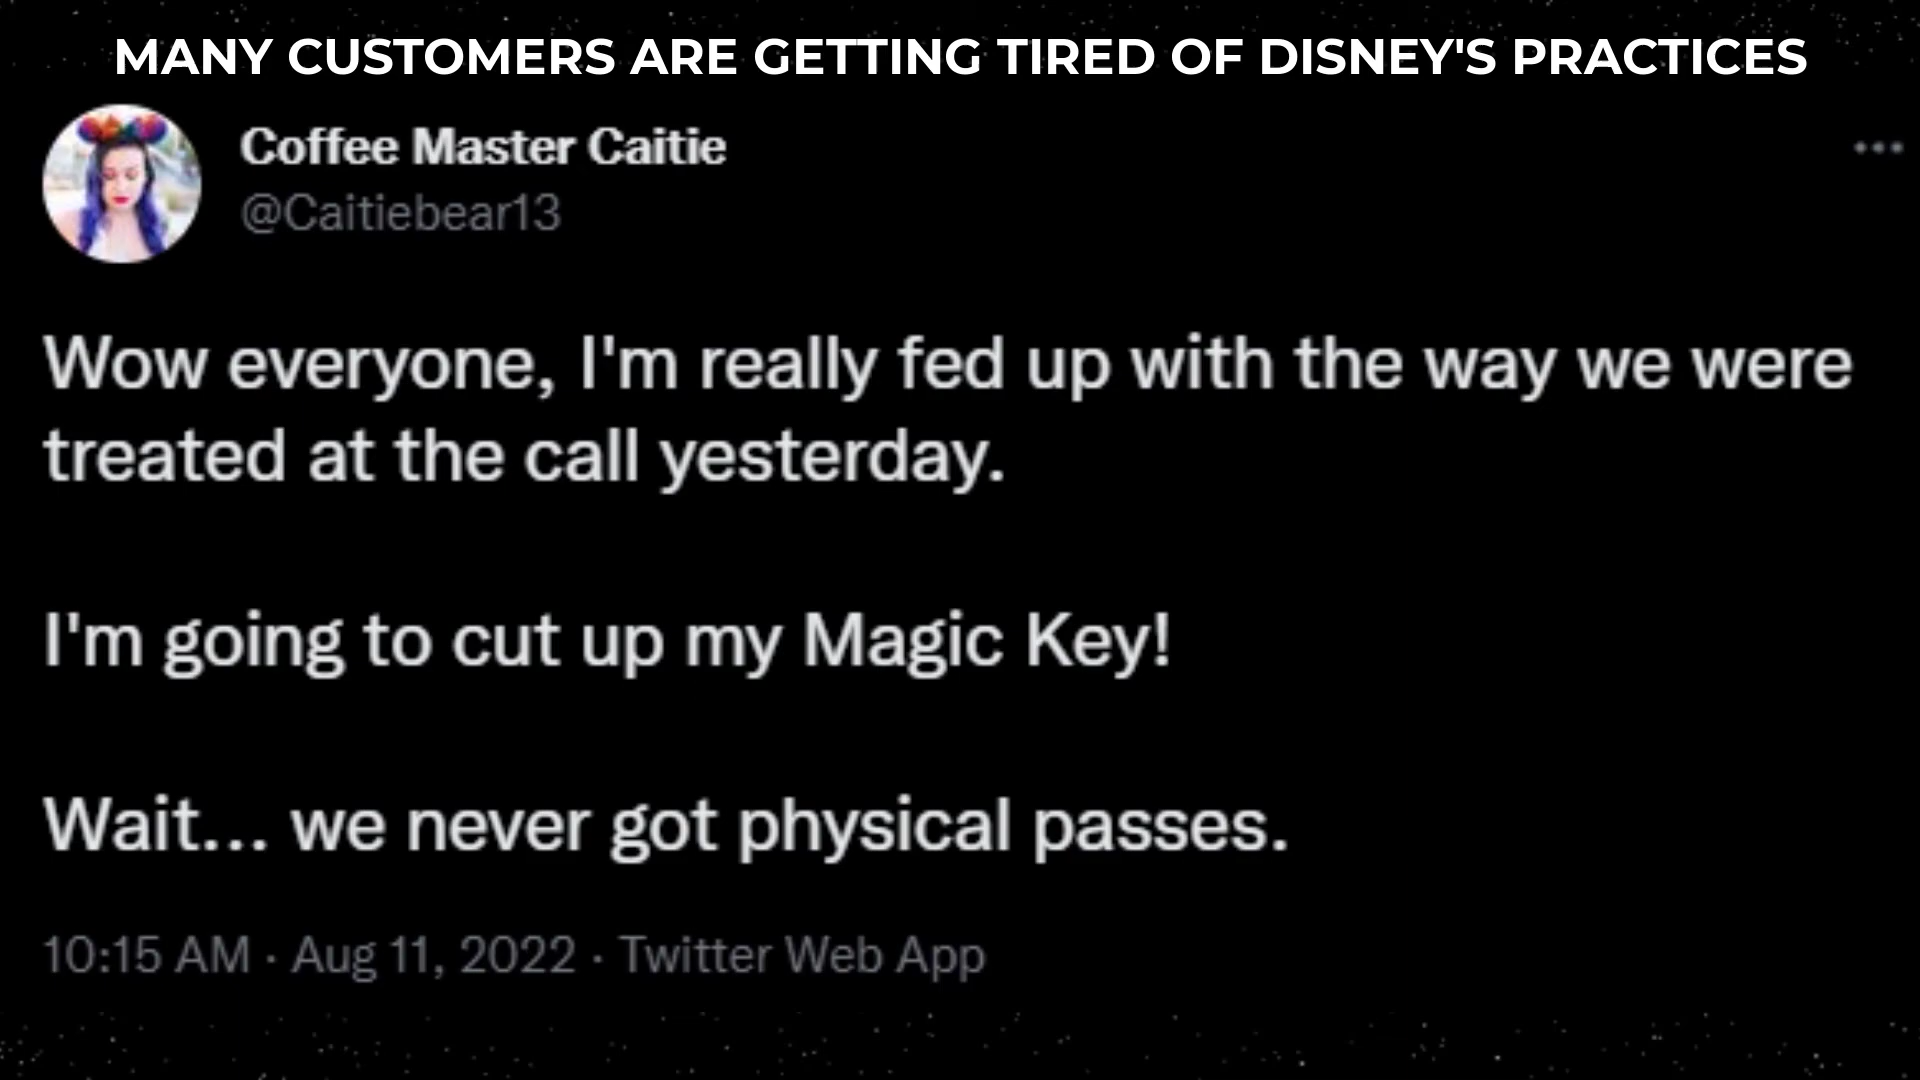 MANY CUSTOMERS ARE GETTING TIRED OF DISNEY'S PRACTICES
Coffee Master Caitie
@Caitiebear13
Wow everyone, I'm really fed up with the way we were
treated at the call yesterday.
I'm going to cut up my Magic Key!
Wait... we never got physical passes.
10:15 AM · Aug 11, 2022 · Twitter Web App